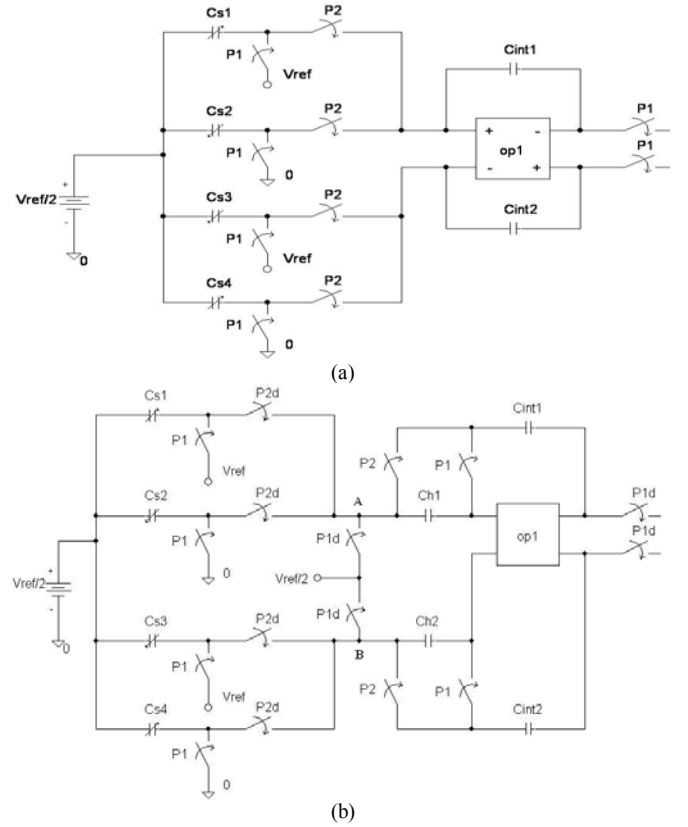 Cs1
P2
P1
Vref
Cint1
Cs2
P2
P1
P1
+ -
op1
- +
P1
0
Vref/2
+
-
0
Cs3
P2
P1
Vref
Cint2
Cs4
P2
P1
0
(a)
Cs1
P2d
P1
Vref
Cint1
P2
P1
Cs2
P2d
A
Ch1
P1d
P1
0
P1d
op1
P1d
Vref/2
+
-
0
Vref/2
P1d
Cs3
P2d
B
Ch2
P1
Vref
P2
P1
Cs4
P2d
Cint2
P1
0
(b)